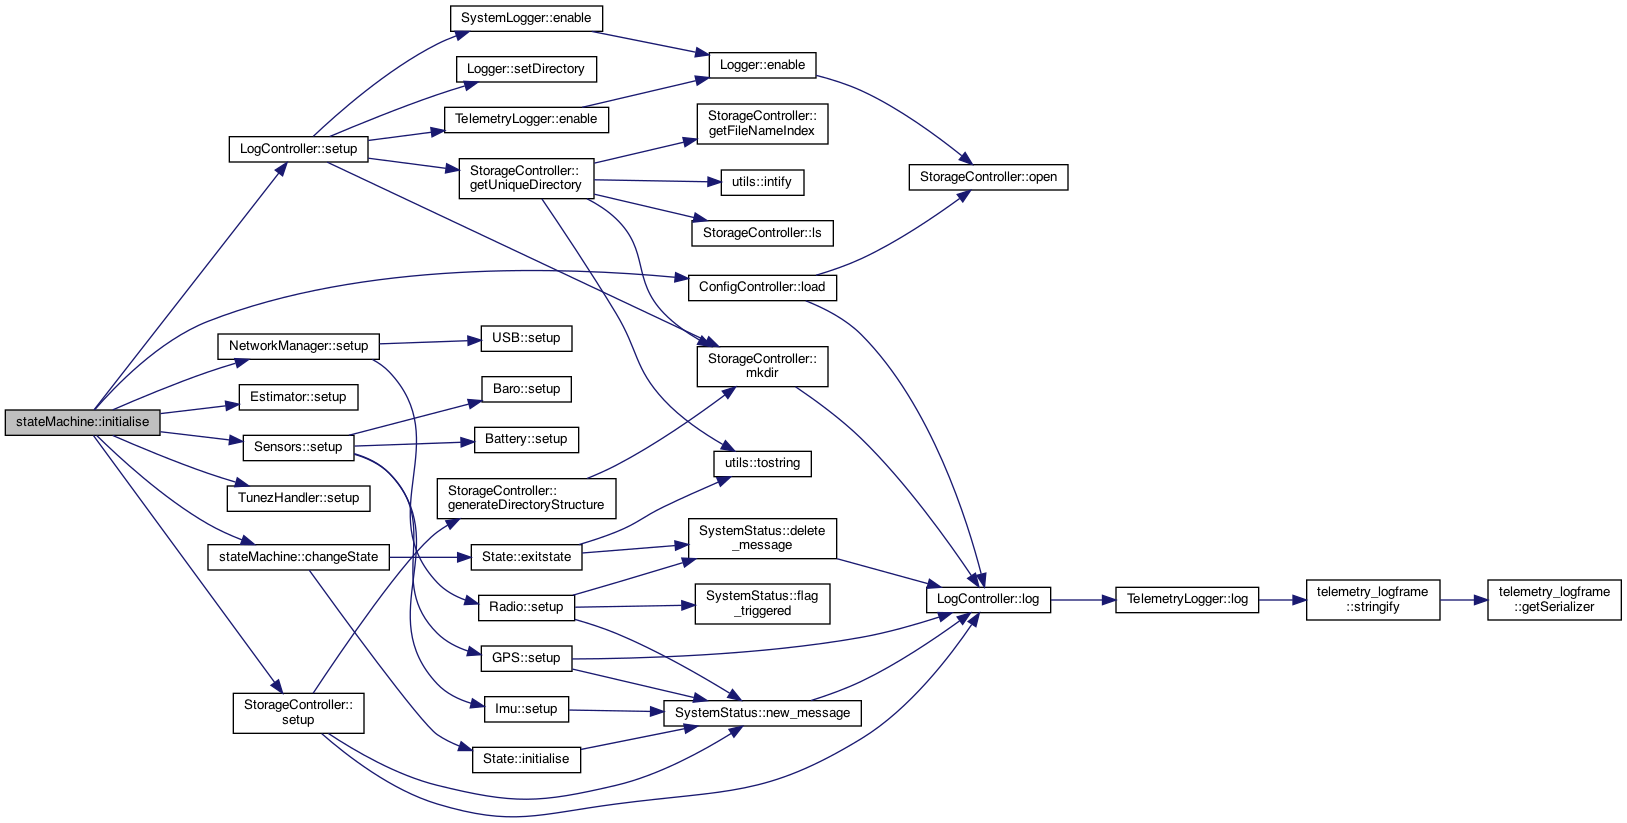 stateMachine::initialise
LogController::setup
NetworkManager::setup
Estimator::setup
Sensors::setup
TunezHandler::setup
stateMachine::changeState
StorageController::
setup
SystemLogger::enable
Logger::setDirectory
TelemetryLogger::enable
StorageController::
getUniqueDirectory
USB::setup
Baro::setup
Battery::setup
StorageController::
generateDirectoryStructure
State::exitstate
Radio::setup
GPS::setup
Imu::setup
State::initialise
Logger::enable
StorageController::
getFileNameIndex
utils::intify
StorageController::ls
ConfigController::load
StorageController::
mkdir
utils::tostring
SystemStatus::delete
_message
SystemStatus::flag
_triggered
SystemStatus::new_message
StorageController::open
LogController::log
TelemetryLogger::log
telemetry_logframe
::stringify
telemetry_logframe
::getSerializer